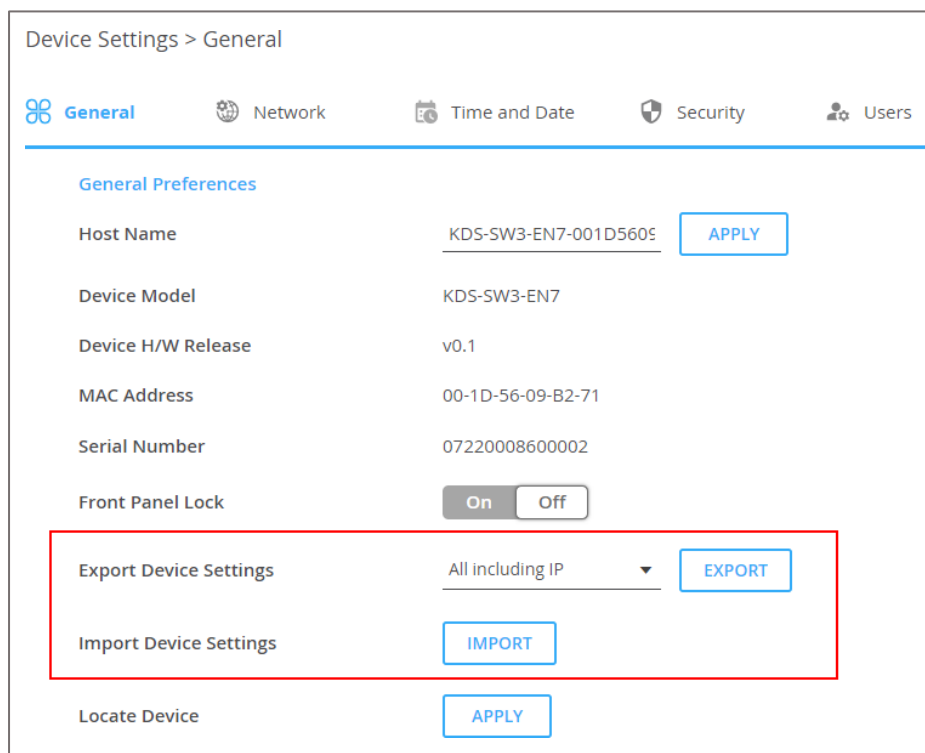 Device Settings > General
General Network Time and Date Security Users
General Preferences
Host Name KDS-SW3-EN7-001D5609 APPLY
Device Model KDS-SW3-EN7
Device H/W Release v0.1
MAC Address 00-1D-56-09-B2-71
Serial Number 07220008600002
Front Panel Lock On Off
Export Device Settings All including IP EXPORT
Import Device Settings IMPORT
Locate Device APPLY